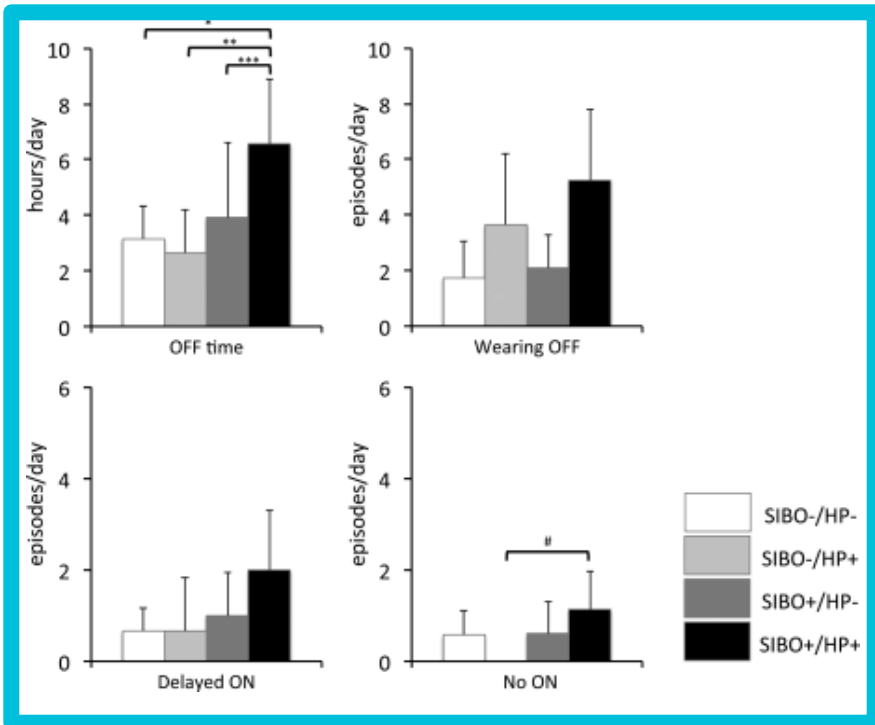 *
**
***
10
8
6
4
2
0
hours/day
OFF time
10
8
6
4
2
0
episodes/day
Wearing OFF
6
4
2
0
episodes/day
Delayed ON
6
4
2
0
episodes/day
#
No ON
SIBO-/HP-
SIBO-/HP+
SIBO+/HP-
SIBO+/HP+